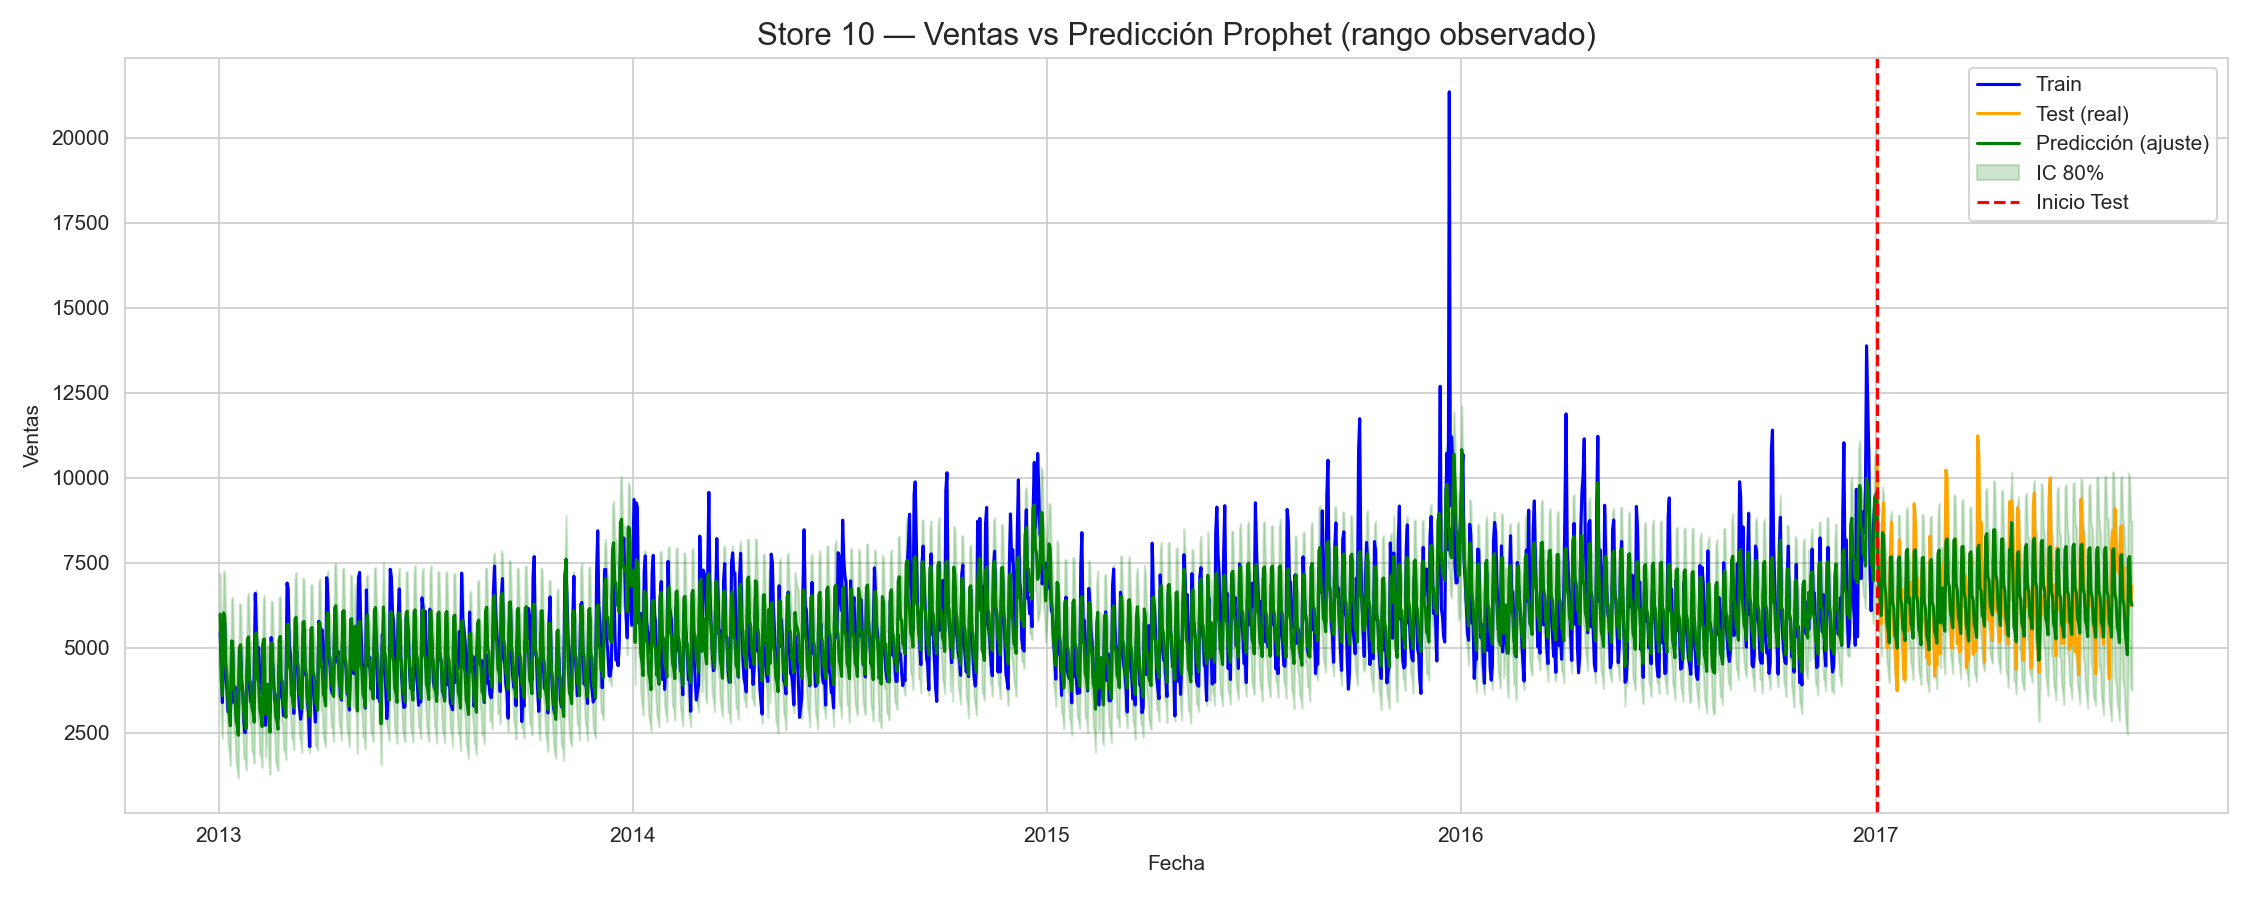 Store 10 — Ventas vs Predicción Prophet (rango observado)
Train
Test (real)
Predicción (ajuste)
IC 80%
Inicio Test
Ventas
20000
17500
15000
12500
10000
7500
5000
2500
2013
2014
2015
2016
2017
Fecha